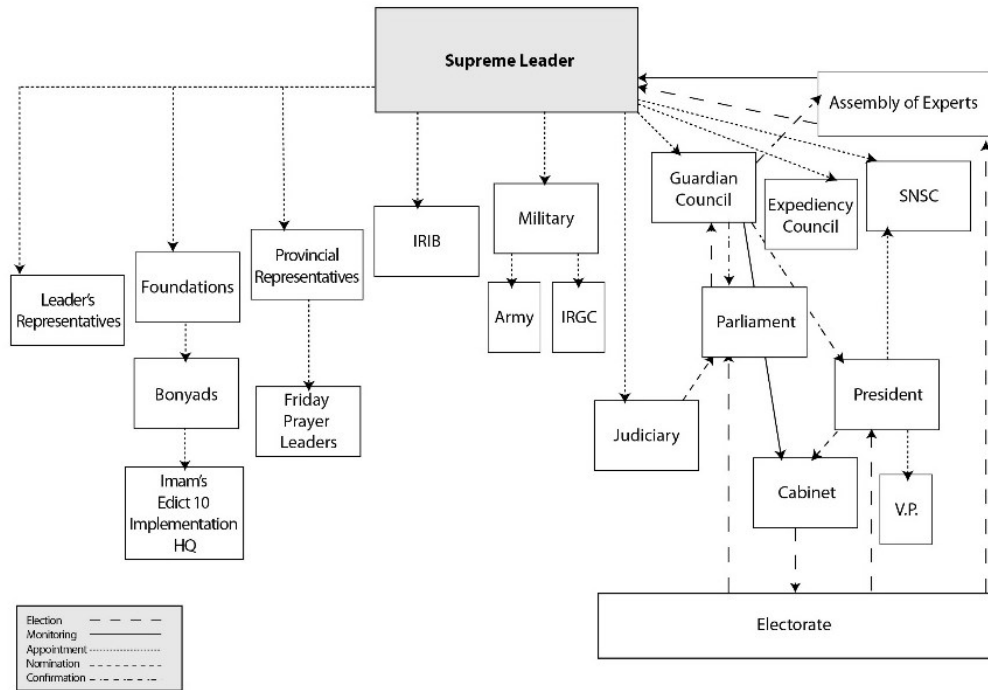 Supreme Leader
Assembly of Experts
Guardian
Council
Expediency
Council
SNSC
IRIB
Military
Provincial
Representatives
Foundations
Leader's
Representatives
Army
IRGC
Parliament
President
Bonyads
Friday
Prayer
Leaders
Judiciary
Cabinet
V.P.
Imam's
Edict 10
Implementation
HQ
Electorate
Election
Monitoring
Appointment
Nomination
Confirmation